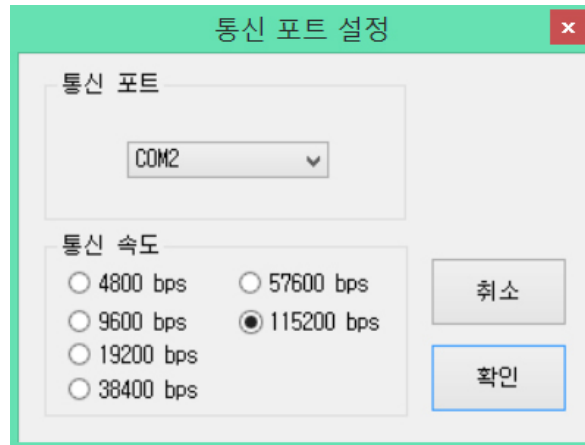 통신 포트 설정
통신 포트
COM2
통신 속도
4800 bps
57600 bps
9600 bps
115200 bps
19200 bps
38400 bps
취소
확인